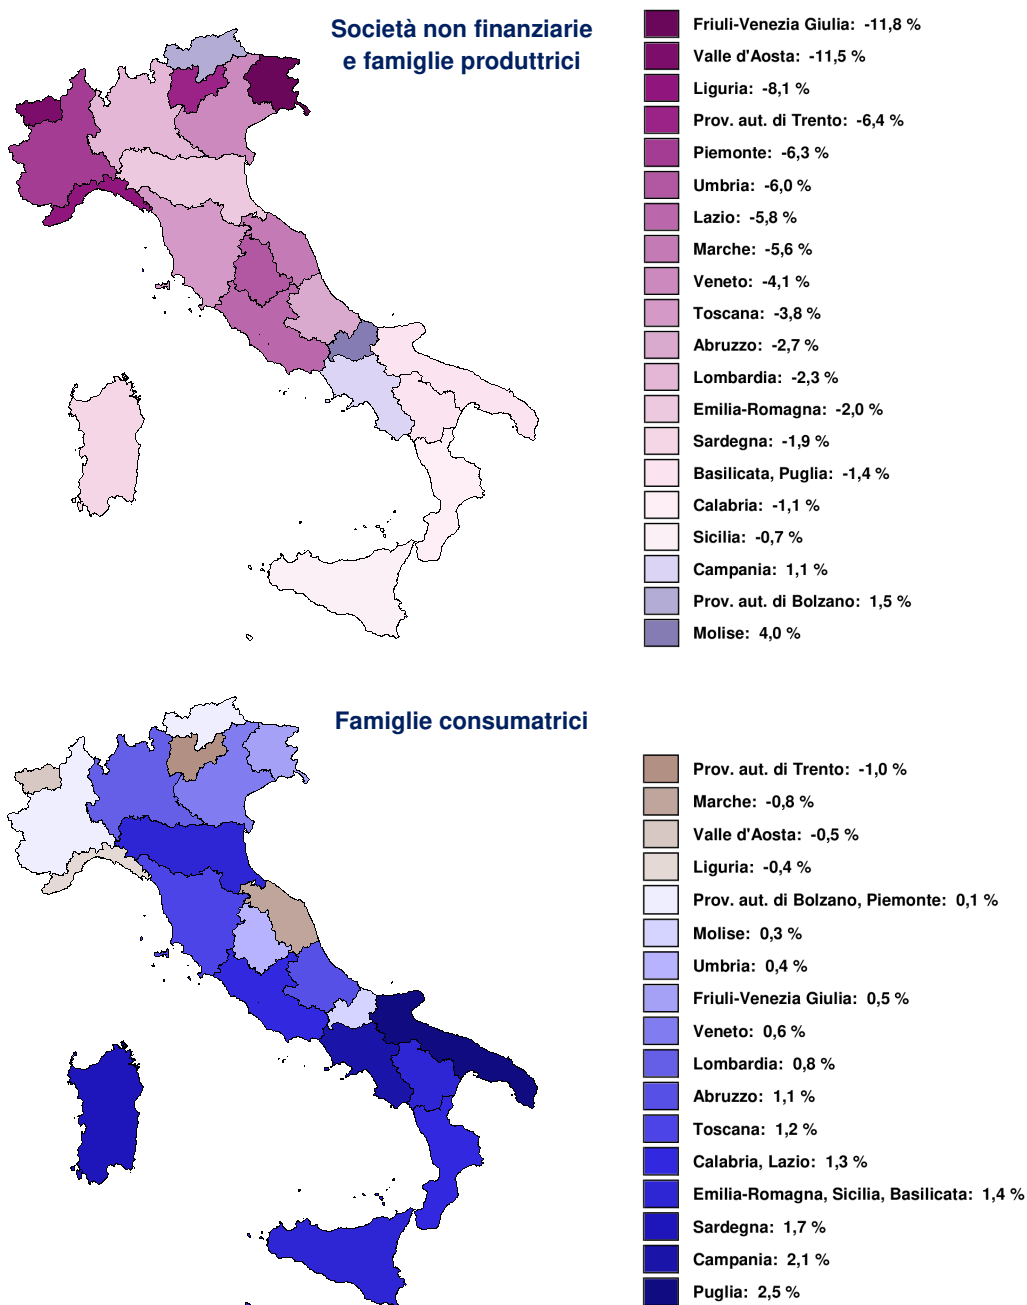 Società non finanziarie
e famiglie produttrici
Friuli-Venezia Giulia: -11,8 %
Valle d'Aosta: -11,5 %
Liguria: -8,1 %
Prov. aut. di Trento: -6,4 %
Piemonte: -6,3 %
Umbria: -6,0 %
Lazio: -5,8 %
Marche: -5,6 %
Veneto: -4,1 %
Toscana: -3,8 %
Abruzzo: -2,7 %
Lombardia: -2,3 %
Emilia-Romagna: -2,0 %
Sardegna: -1,9 %
Basilicata, Puglia: -1,4 %
Calabria: -1,1 %
Sicilia: -0,7 %
Campania: 1,1 %
Prov. aut. di Bolzano: 1,5 %
Molise: 4,0 %
Famiglie consumatrici
Prov. aut. di Trento: -1,0 %
Marche: -0,8 %
Valle d'Aosta: -0,5 %
Liguria: -0,4 %
Prov. aut. di Bolzano, Piemonte: 0,1 %
Molise: 0,3 %
Umbria: 0,4 %
Friuli-Venezia Giulia: 0,5 %
Veneto: 0,6 %
Lombardia: 0,8 %
Abruzzo: 1,1 %
Toscana: 1,2 %
Calabria, Lazio: 1,3 %
Emilia-Romagna, Sicilia, Basilicata: 1,4 %
Sardegna: 1,7 %
Campania: 2,1 %
Puglia: 2,5 %